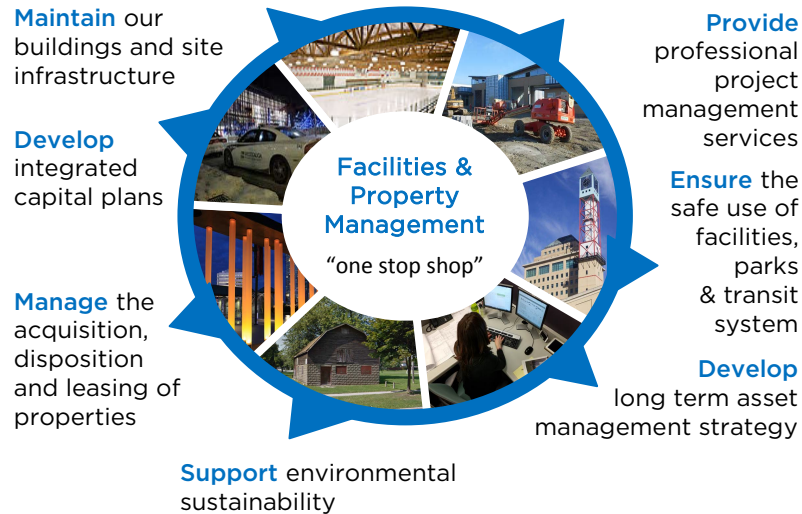 Maintain our
buildings and site
infrastructure
Develop
integrated
capital plans
Manage the
acquisition,
disposition
and leasing of
properties
Support environmental
sustainability
Facilities &
Property
Management
“one stop shop”
Provide
professional
project
management
services
Ensure the
safe use of
facilities,
parks
& transit
system
Develop
long term asset
management strategy